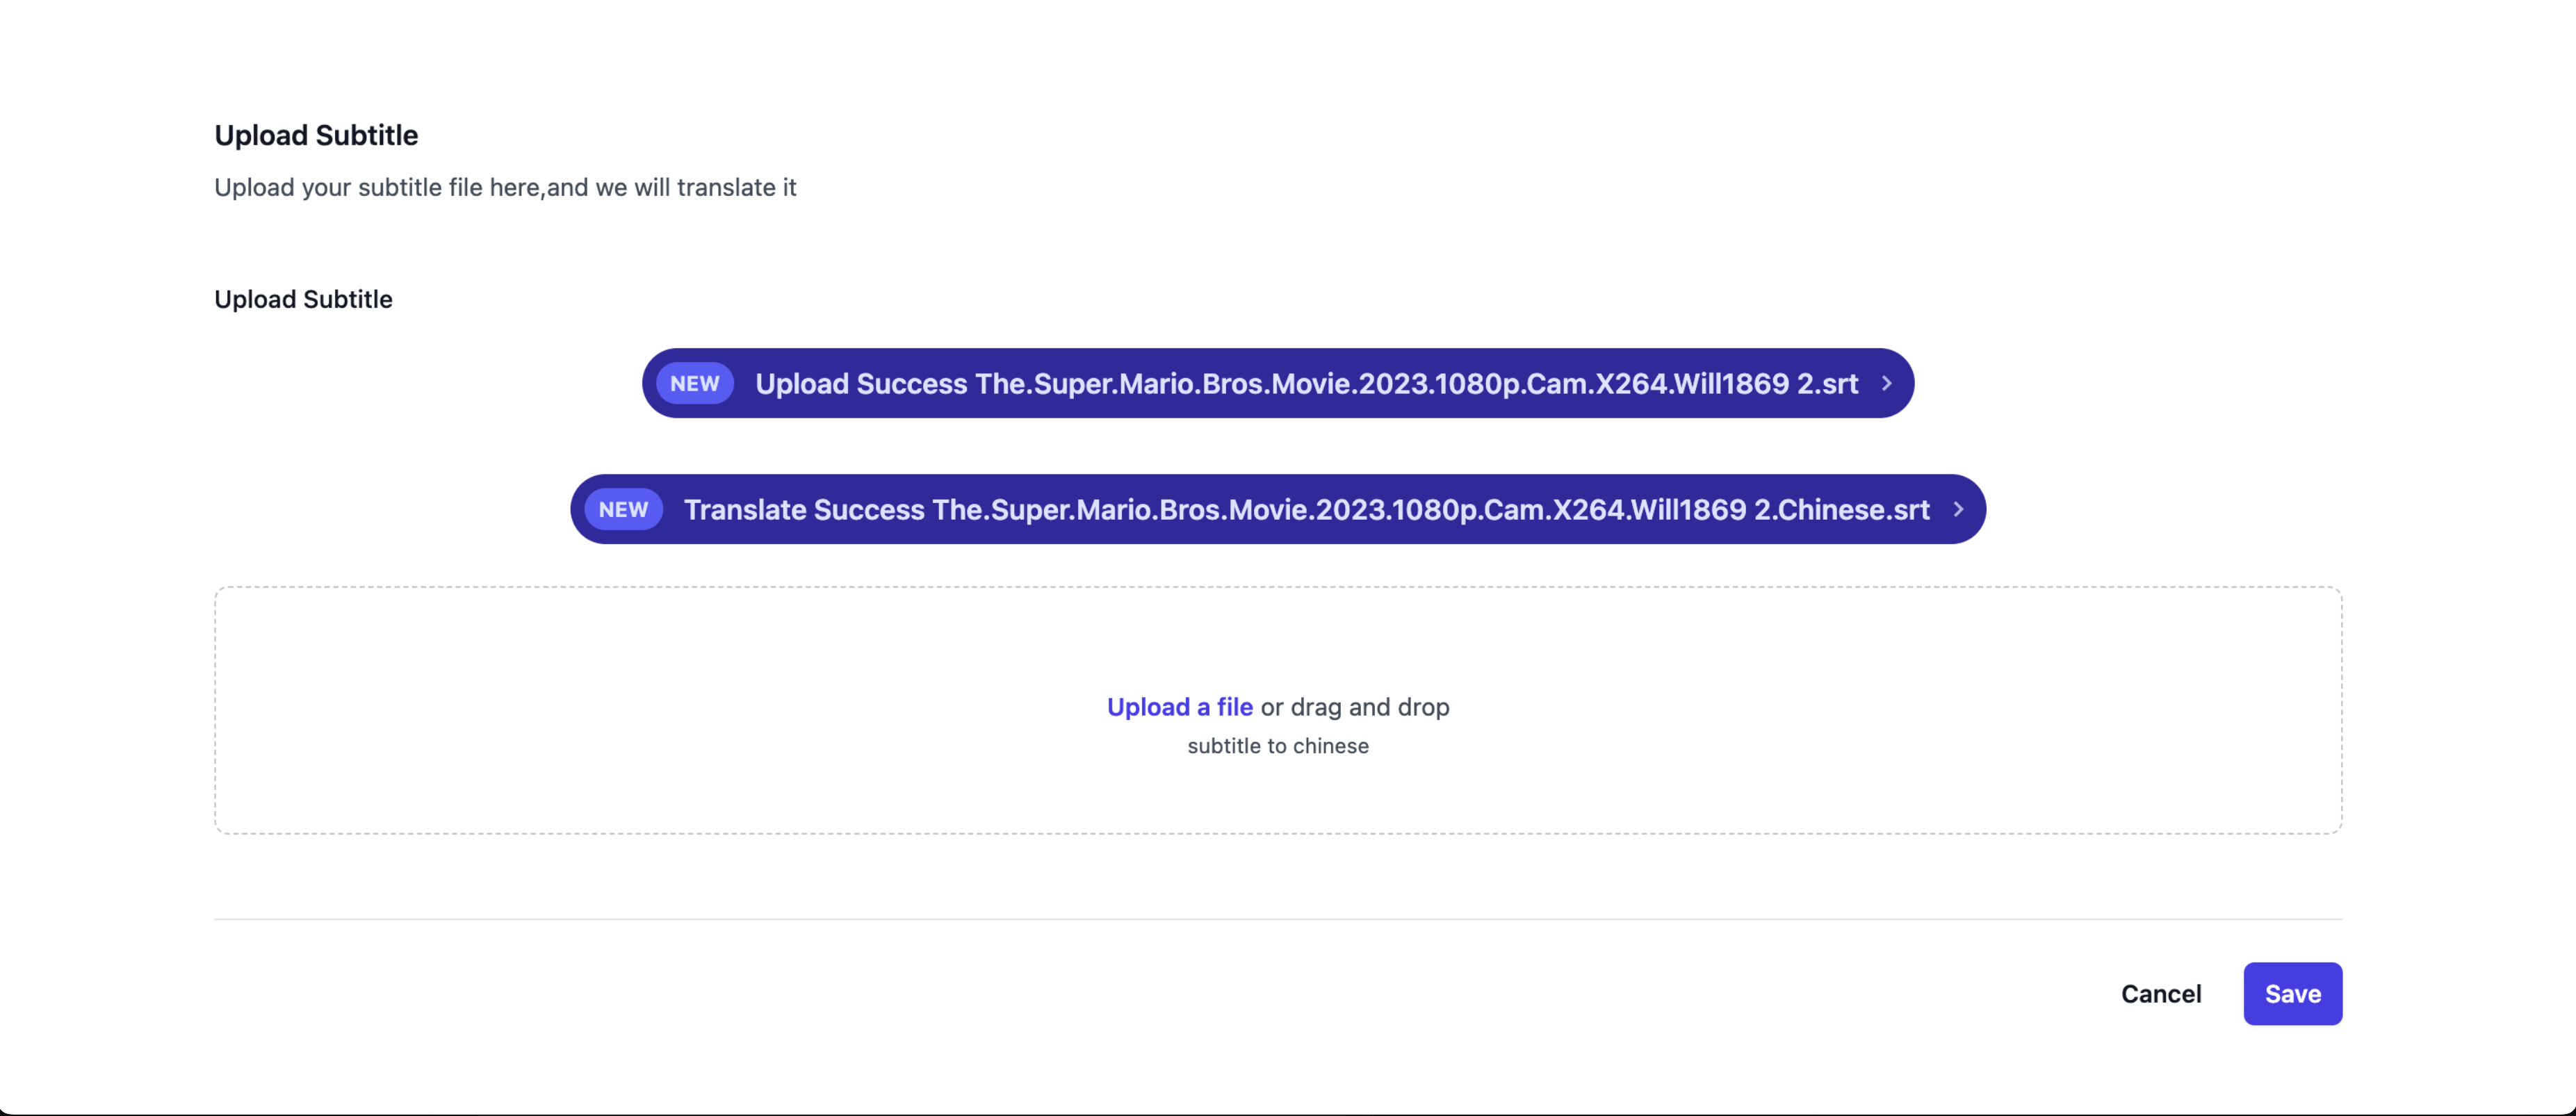 Upload Subtitle
Upload your subtitle file here,and we will translate it
Upload Subtitle
NEW Upload Success The.Super.Mario.Bros.Movie.2023.1080p.Cam.X264.Will1869 2.srt
NEW Translate Success The.Super.Mario.Bros.Movie.2023.1080p.Cam.X264.Will1869 2.Chinese.srt
Upload a file or drag and drop
subtitle to chinese
Cancel Save